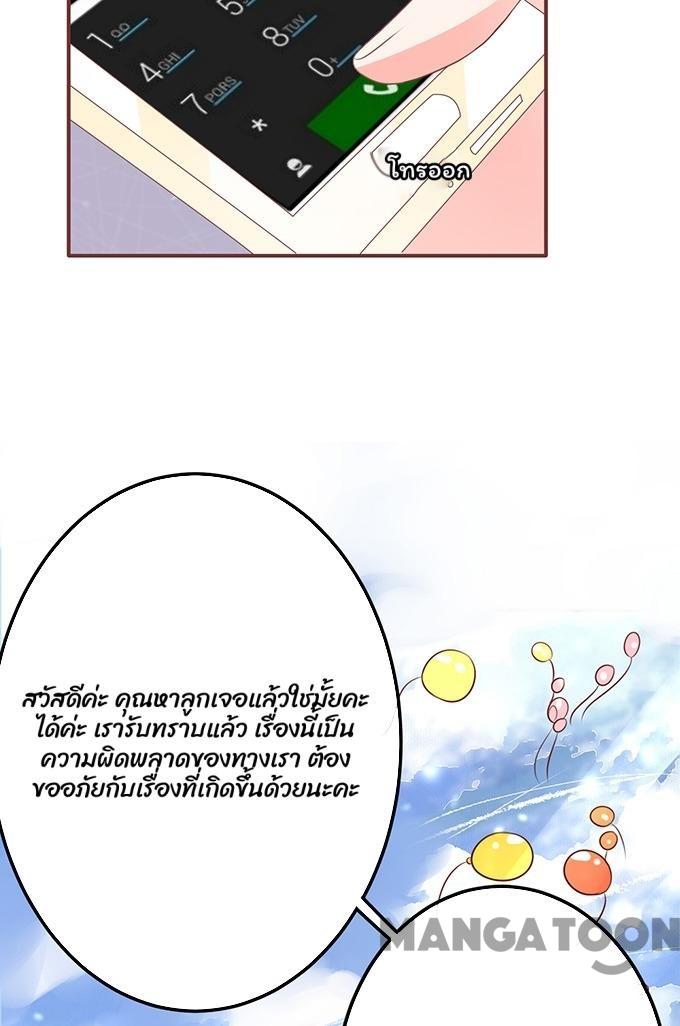 5
1
4 GHI
8 TUV
7 PQRS
0 +
*
โทรออก
สวัสดีค่ะ คุณหาลูกเจอแล้วใช่มั้ยคะ
ได้ค่ะ เรารับทราบแล้ว เรื่องนี้เป็น
ความผิดพลาดของทางเรา ต้อง
ขออภัยกับเรื่องที่เกิดขึ้นด้วยนะคะ
MANGATOON